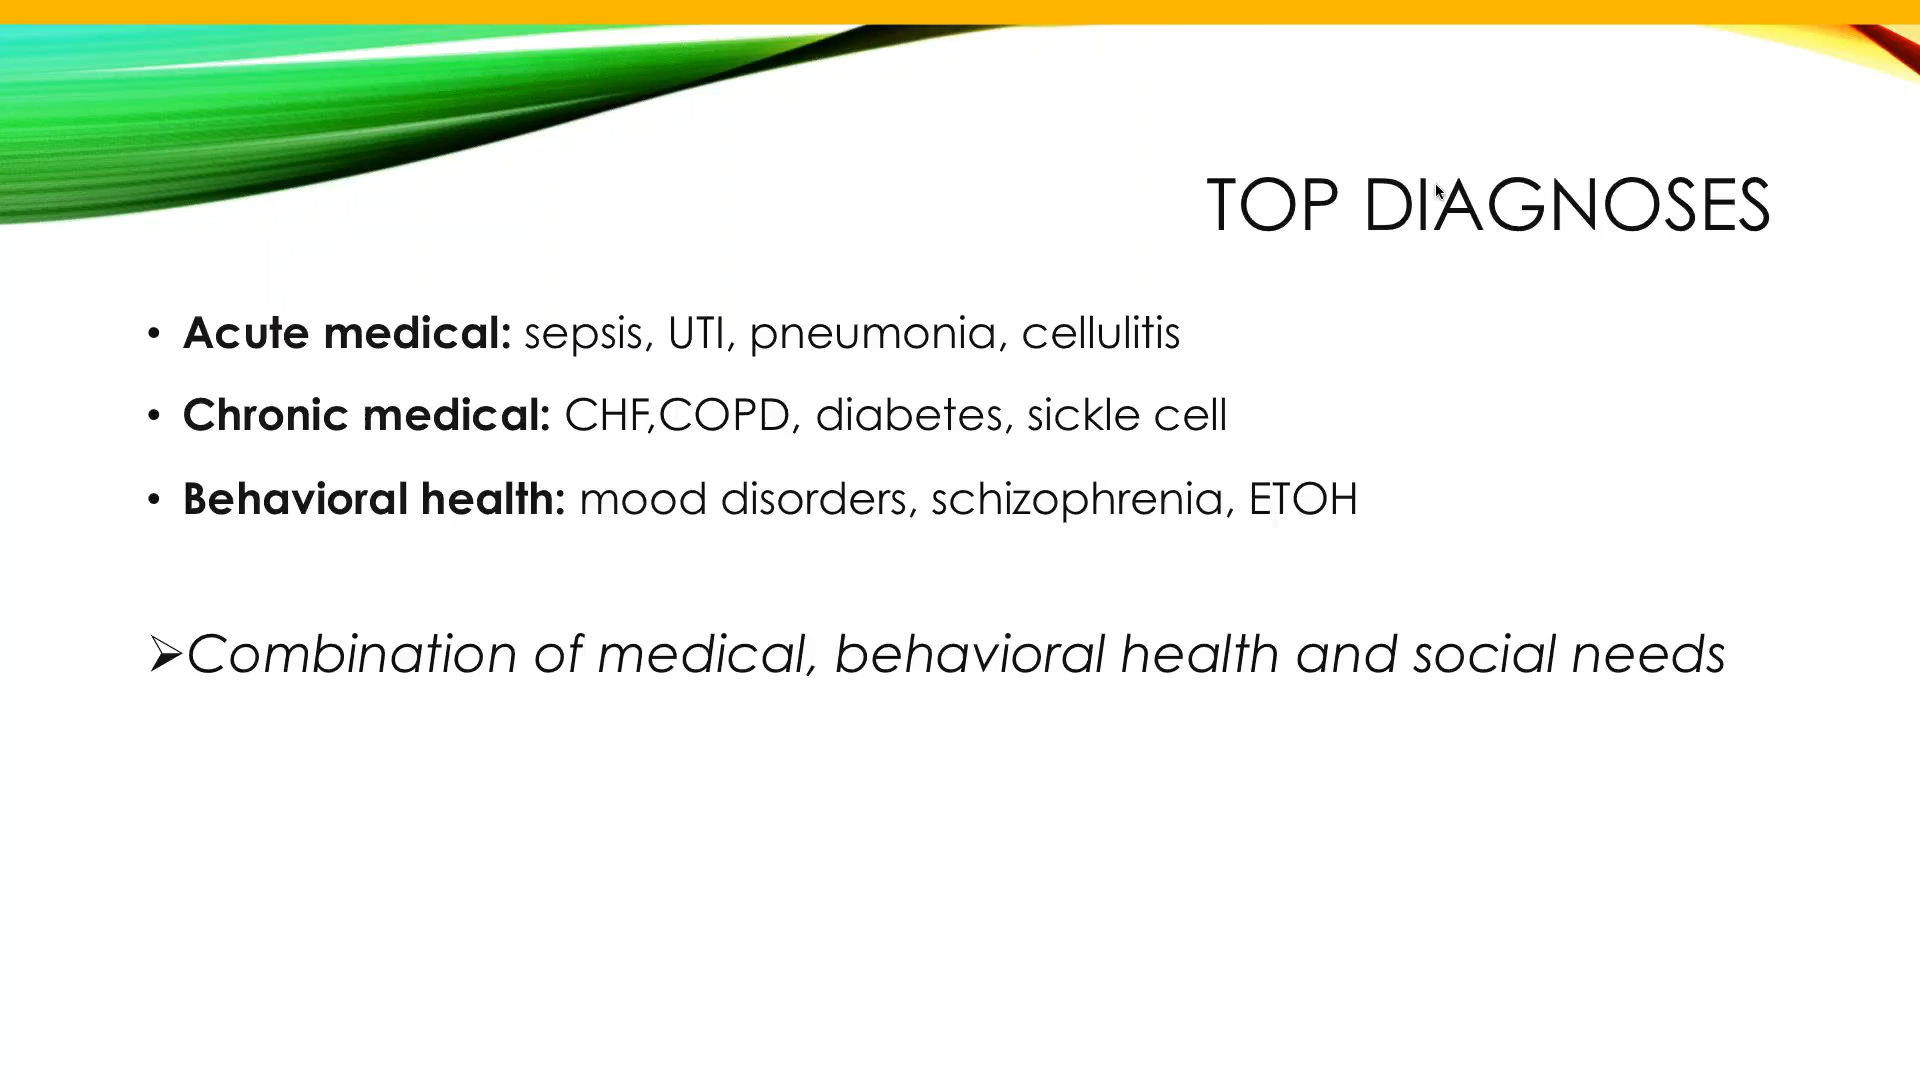 TOP DIAGNOSES
• Acute medical: sepsis, UTI, pneumonia, cellulitis
• Chronic medical: CHF,COPD, diabetes, sickle cell
• Behavioral health: mood disorders, schizophrenia, ETOH
➢Combination of medical, behavioral health and social needs